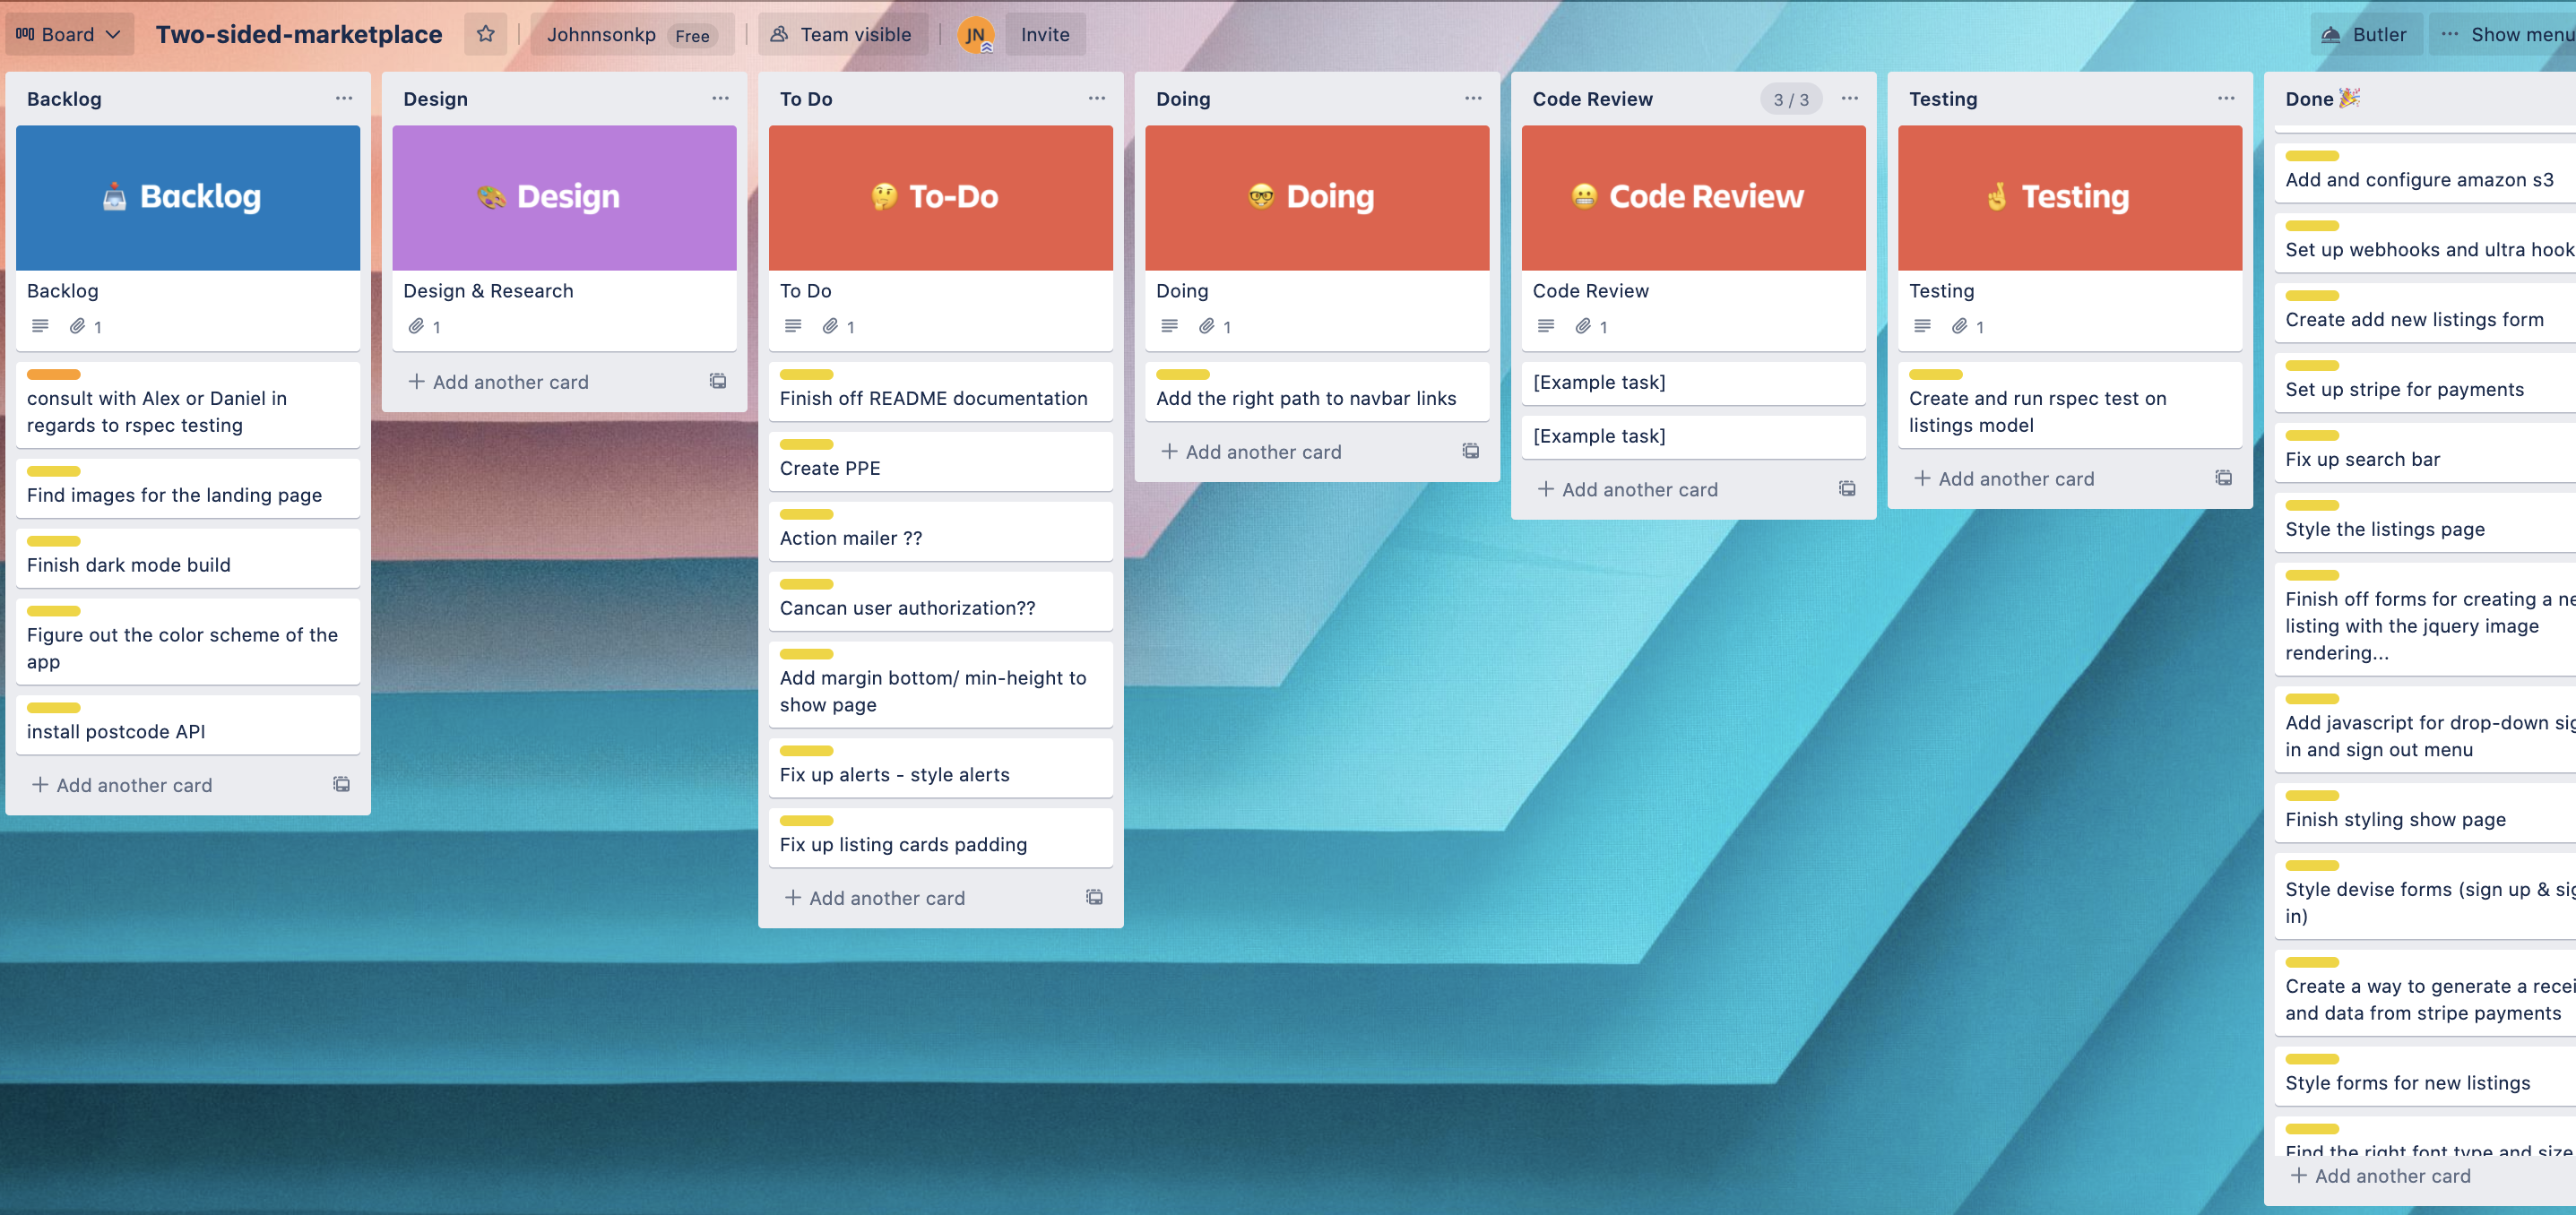 Board
Two-sided-marketplace
Johnnsonkp Free
Team visible
JN
Invite
Butler
Show menu
Backlog
Backlog
Backlog
1
consult with Alex or Daniel in
regards to rspec testing
Find images for the landing page
Finish dark mode build
Figure out the color scheme of the
app
install postcode API
Add another card
Design
Design
Design & Research
1
Add another card
To Do
To-Do
To Do
1
Finish off README documentation
Create PPE
Action mailer ??
Cancan user authorization??
Add margin bottom/ min-height to
show page
Fix up alerts - style alerts
Fix up listing cards padding
Add another card
Doing
Doing
Doing
1
Add the right path to navbar links
Add another card
Code Review
3 / 3
Code Review
Code Review
1
[Example task]
[Example task]
Add another card
Testing
Testing
Testing
1
Create and run rspec test on
listings model
Add another card
Done
Add and configure amazon s3
Set up webhooks and ultra hook
Create add new listings form
Set up stripe for payments
Fix up search bar
Style the listings page
Finish off forms for creating a
listing with the jquery image
rendering...
Add javascript for drop-down
in and sign out menu
Finish styling show page
Style devise forms (sign up &
in)
Create a way to generate a
and data from stripe payments
Style forms for new listings
Find the right font type and size
Add another card